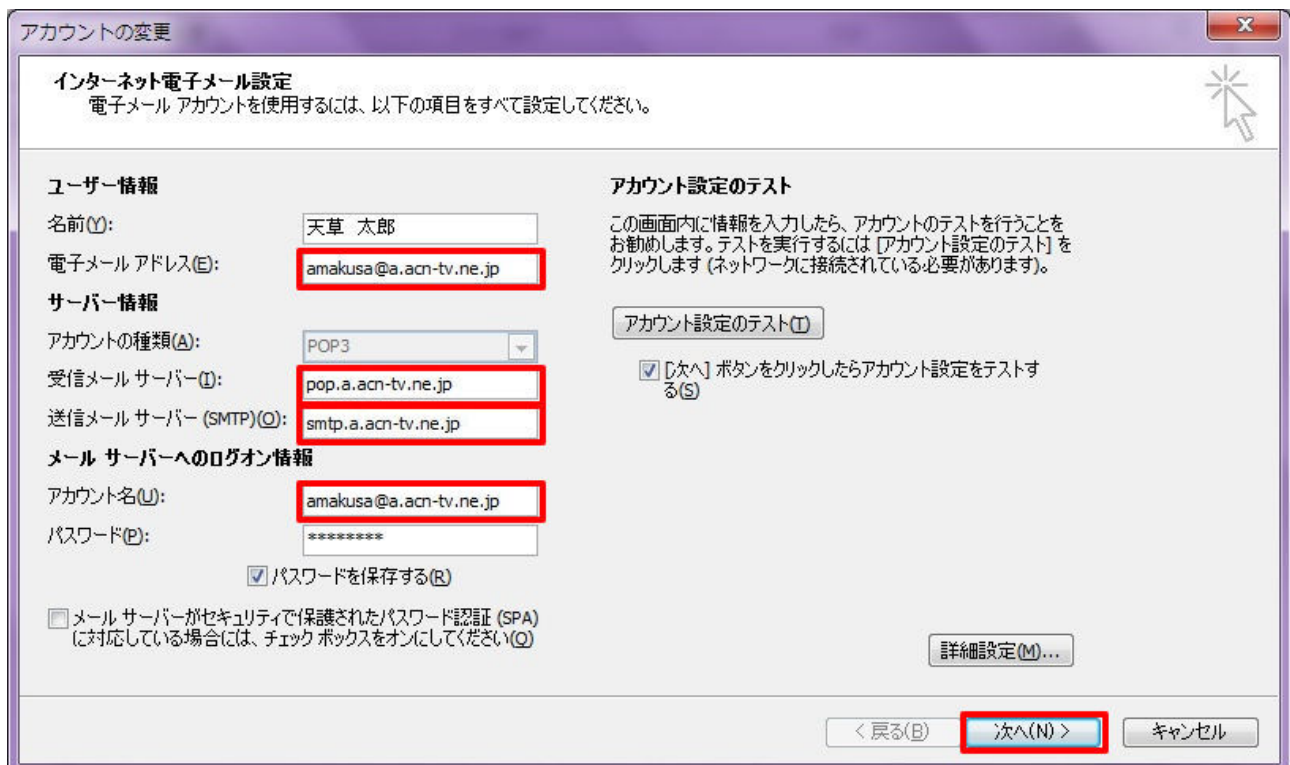 アカウントの変更
インターネット電子メール設定
電子メール アカウントを使用するには、以下の項目をすべて設定してください。
ユーザー情報
名前(Y):
天草 太郎
電子メール アドレス(E):
amakusa@a.acn-tv.ne.jp
サーバー情報
アカウントの種類(A):
POP3
受信メール サーバー(I):
pop.a.acn-tv.ne.jp
送信メール サーバー (SMTP)(O):
smtp.a.acn-tv.ne.jp
メール サーバーへのログオン情報
アカウント名(U):
amakusa@a.acn-tv.ne.jp
パスワード(P):
********
パスワードを保存する(R)
メール サーバーがセキュリティで保護されたパスワード認証 (SPA)
に対応している場合には、チェック ボックスをオンにしてください(Q)
アカウント設定のテスト
この画面内に情報を入力したら、アカウントのテストを行うことを
お勧めします。テストを実行するには [アカウント設定のテスト] を
クリックします (ネットワークに接続されている必要があります)。
アカウント設定のテスト(T)
[次へ] ボタンをクリックしたらアカウント設定をテストす
る(S)
詳細設定(M)...
< 戻る(B)
次へ(N) >
キャンセル